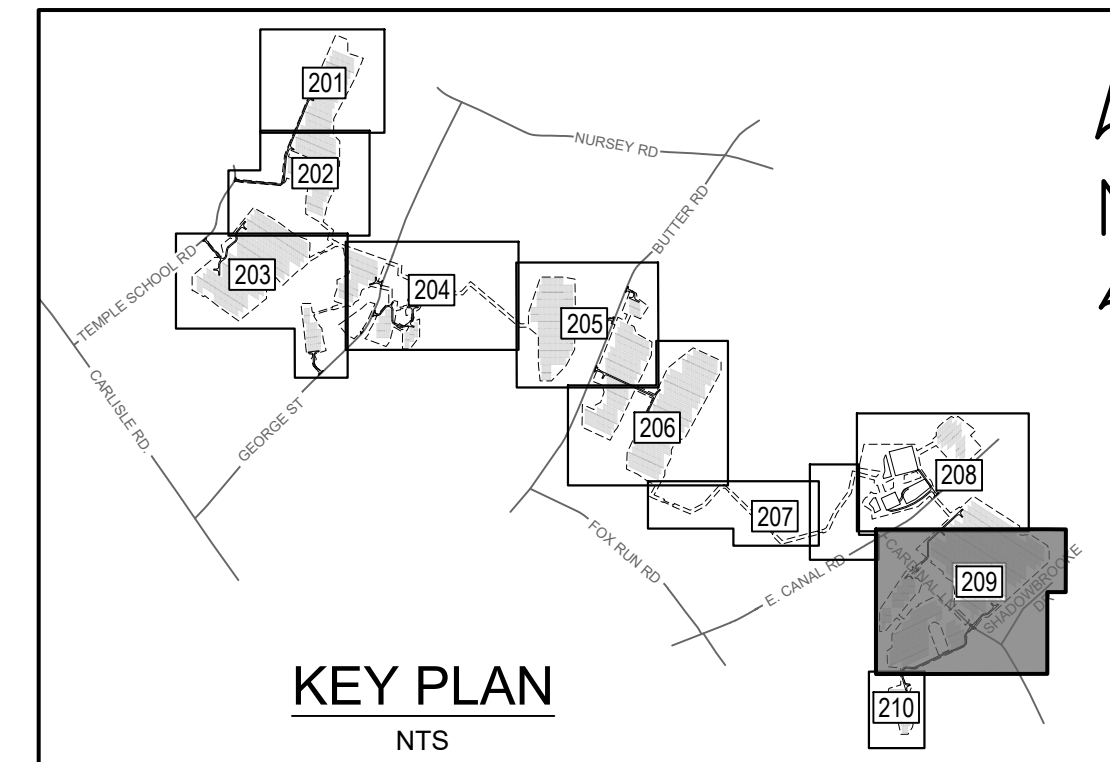 201
NURSEY RD
202
BUTTER RD
TEMPLE SCHOOL RD
203
204
205
CARLISLE RD.
GEORGE ST
206
208
207
FOX RUN RD
E. CANAL RD
CARDINAL L
209
SHADOWBROOKE
DR
KEY PLAN
210
NTS